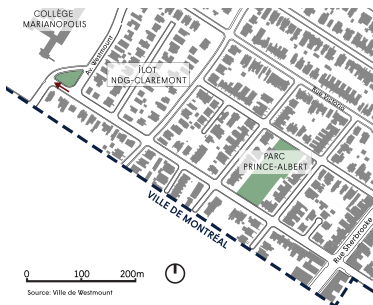 COLLÈGE
MARIANOPOLIS
Av. Westmount
ÎLOT
NDG-CLAREMONT
Rue Victoria
PARC
PRINCE-ALBERT
VILLE DE MONTRÉAL
Rue Sherbrooke
0 100 200m
Source: Ville de Westmount